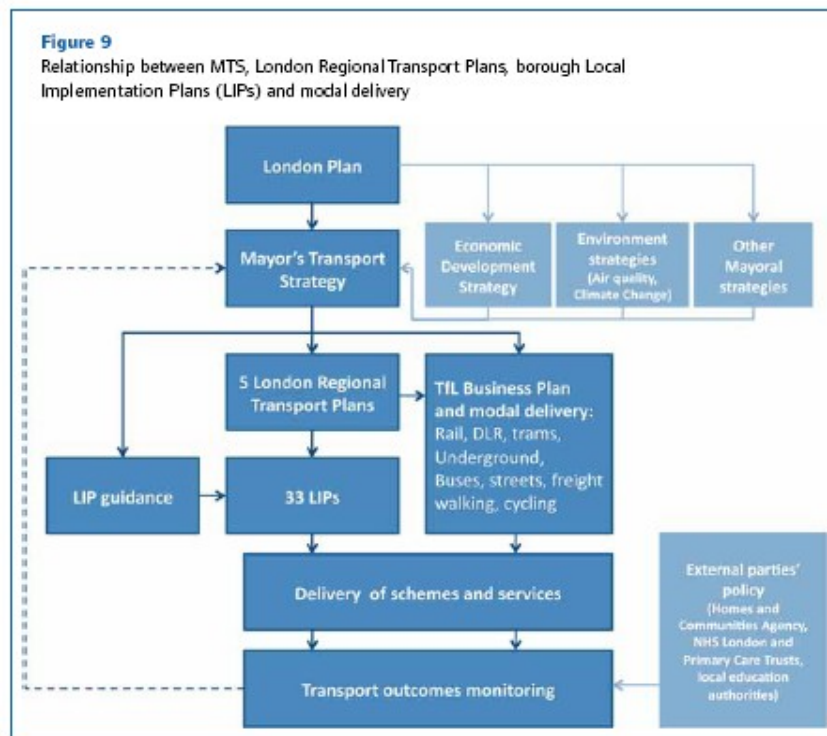 Figure 9
Relationship between MTS, London Regional Transport Plans, borough Local
Implementation Plans (LIPs) and modal delivery
London Plan
Mayor's Transport
Strategy
Economic
Development
Strategy
Environment
strategies
(Air quality,
Climate Change)
Other
Mayoral
strategies
5 London Regional
Transport Plans
TfL Business Plan
and modal delivery:
Rail, DLR, trams,
Underground,
Buses, streets, freight
walking, cycling
LIP guidance
33 LIPs
Delivery of schemes and services
External parties'
policy
(Homes and
Communities Agency,
NHS London and
Primary Care Trusts,
local education
authorities)
Transport outcomes monitoring